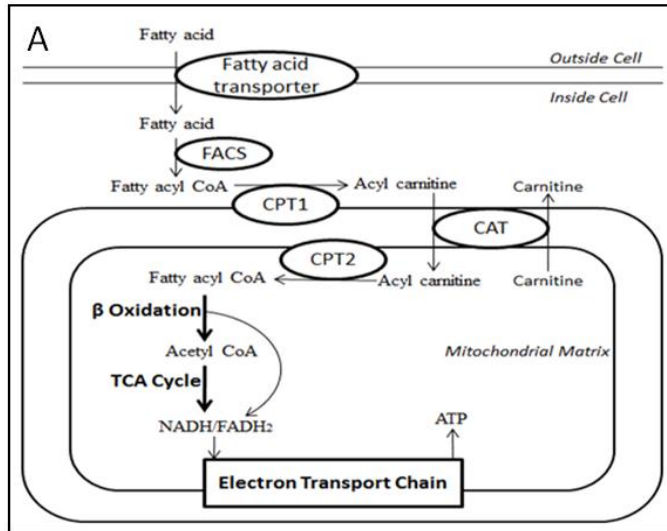 A
Fatty acid
Outside Cell
Fatty acid
transporter
Inside Cell
Fatty acid
FACS
Fatty acyl CoA
Acyl carnitine
Carnitine
CPT1
CAT
CPT2
Fatty acyl CoA
Acyl carnitine
Carnitine
β Oxidation
Acetyl CoA
Mitochondrial Matrix
TCA Cycle
NADH/FADH2
ATP
Electron Transport Chain